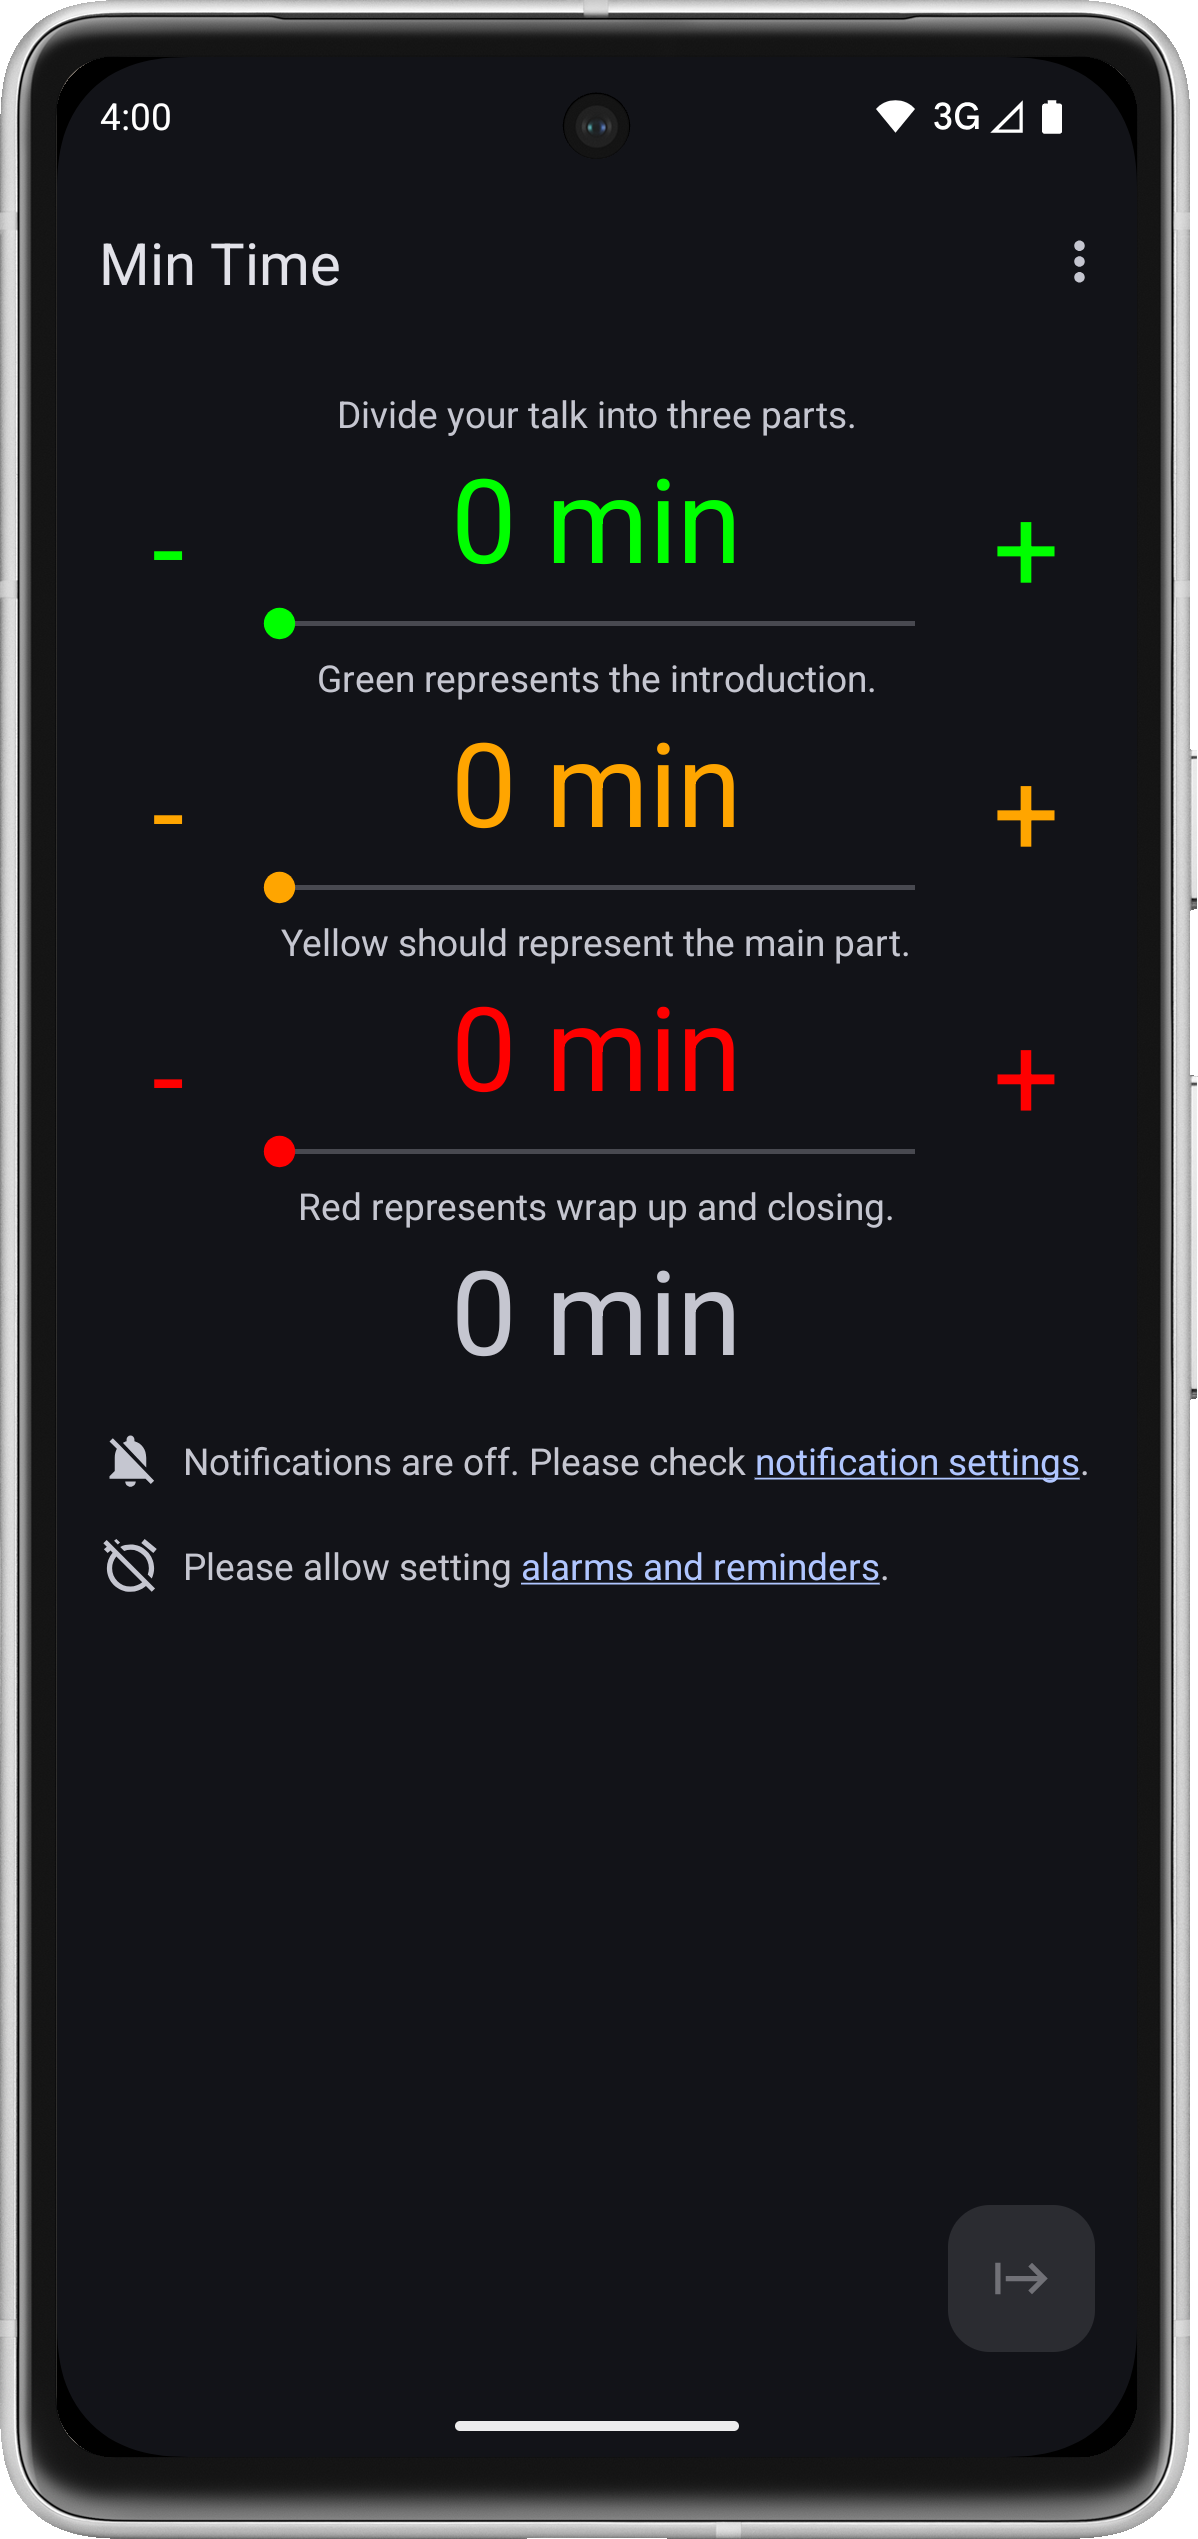 4:00 3G
Min Time
Divide your talk into three parts.
- 0 min +
Green represents the introduction.
- 0 min +
Yellow should represent the main part.
- 0 min +
Red represents wrap up and closing.
0 min
Notifications are off. Please check notification settings.
Please allow setting alarms and reminders.